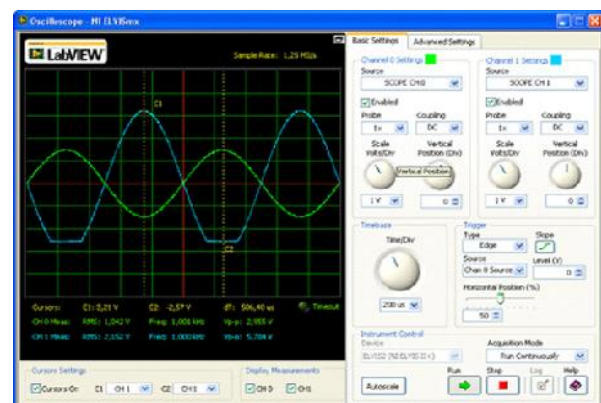 Oscilloscope - NI ELVISmx
LabVIEW
Sample Rate: 1,25 MS/s
C1
C2
Cursors: C1: 3,21 V C2: -2,57 V dT: 506,40 us Timeout
CH 0 Meas: RMS: 1,042 V Freq: 1,001 kHz Vp-p: 2,955 V
CH 1 Meas: RMS: 2,152 V Freq: 1,000 kHz Vp-p: 5,784 V
Cursors Settings
Cursors On C1 CH 1 C2 CH 1
Display Measurements
CH 0 CH1
Basic Settings Advanced Settings
Channel 0 Settings Channel 1 Settings
Source Source
SCOPE CH 0 SCOPE CH 1
Enabled Enabled
Probe Coupling Probe Coupling
1x DC 1x DC
Scale Vertical Scale Vertical
Volts/Div Position (Div) Volts/Div Position (Div)
Vertical Position
1 V 0 1 V 0
Timebase
Time/Div
200 us
Trigger
Type Slope
Edge
Source Level (V)
Chan 0 Source 0
Horizontal Position (%)
50
Instrument Control
Device Acquisition Mode
Run Continuously
Run Stop Log Help
Autoscale